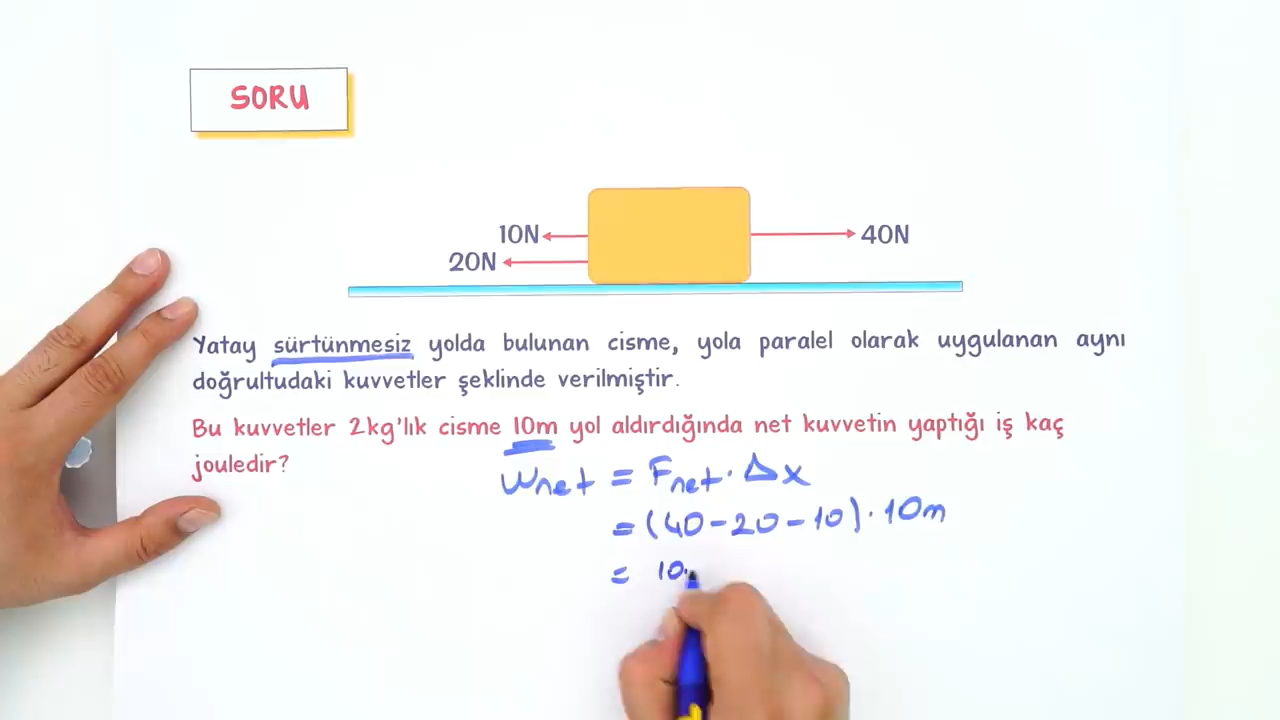 SORU
10N
40N
20N
Yatay sürtünmesiz yolda bulunan cisme, yola paralel olarak uygulanan aynı
doğrultudaki kuvvetler şeklinde verilmiştir.
Bu kuvvetler 2kg'lık cisme 10m yol aldırdığında net kuvvetin yaptığı iş kaç
jouledir?
Wnet = Fnet · Δx
= (40 - 20 - 10) · 10m
= 10.